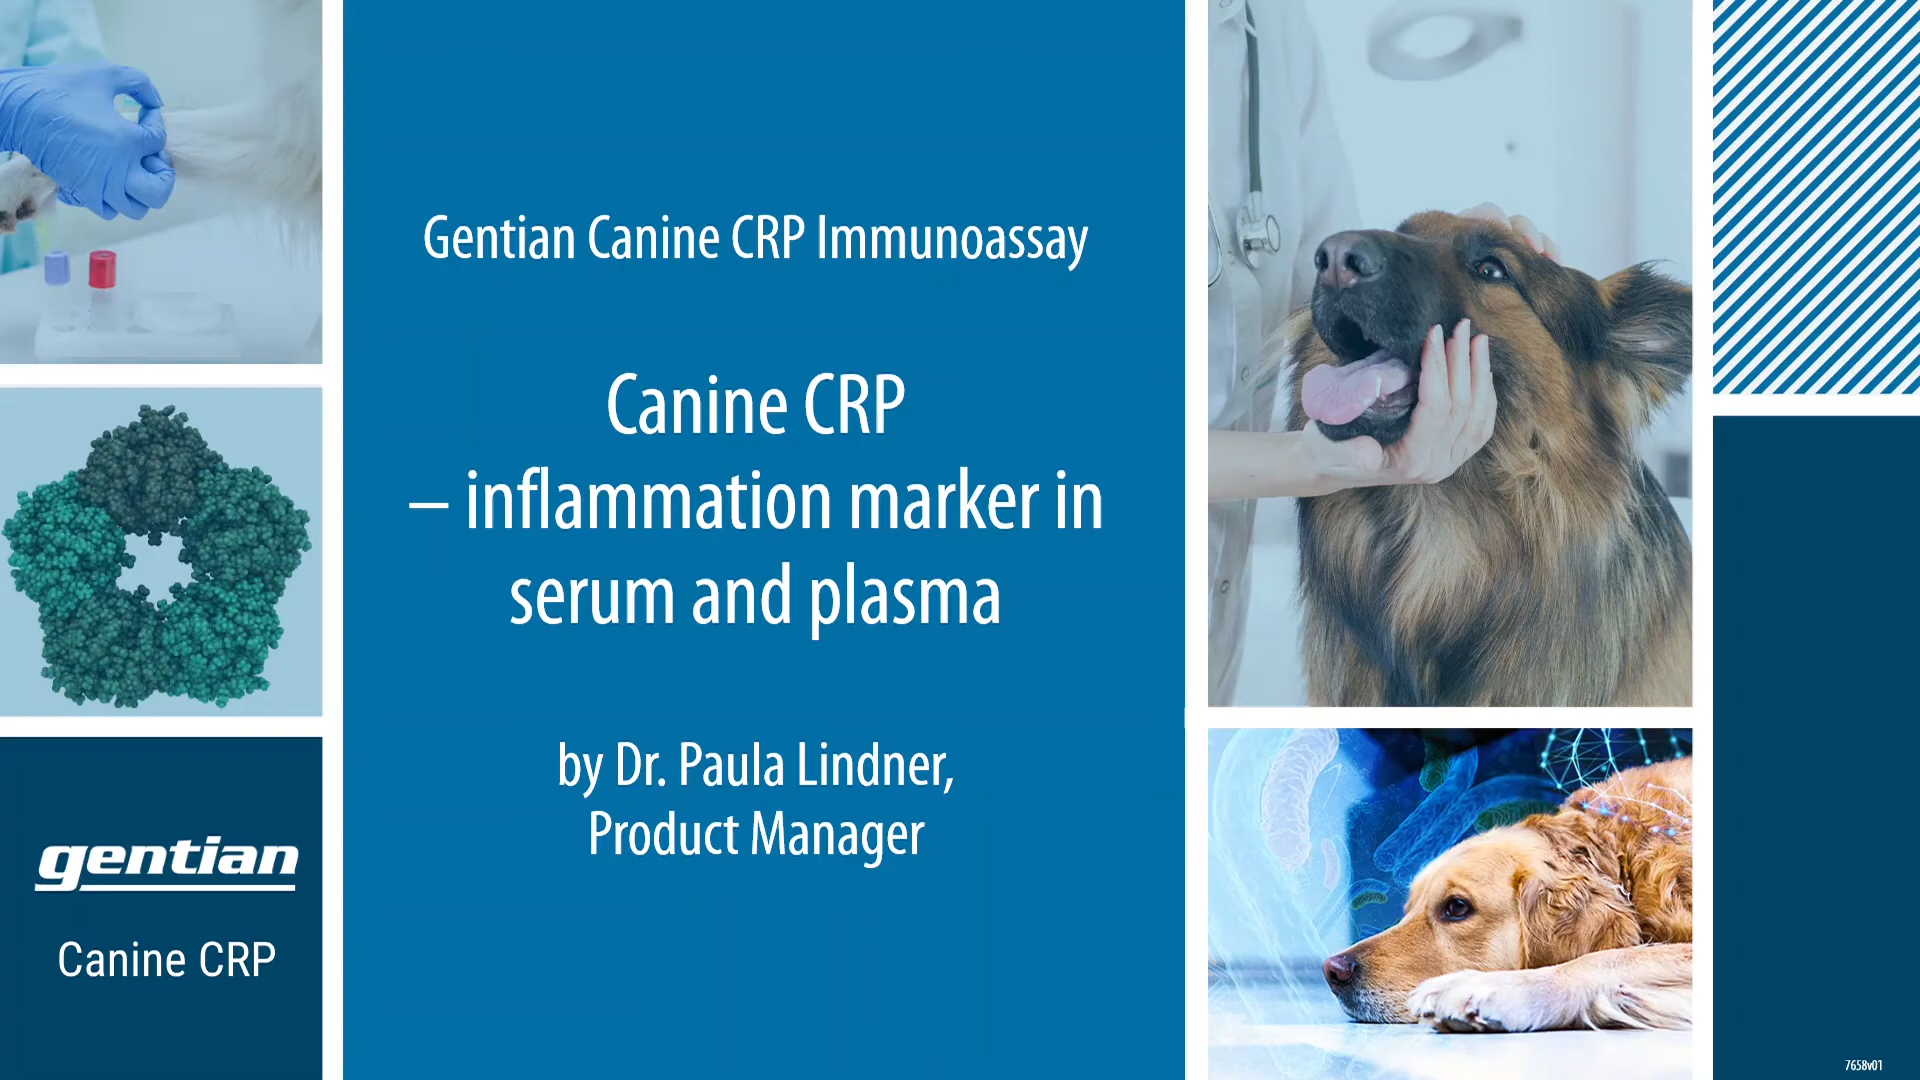 Gentian Canine CRP Immunoassay
Canine CRP
– inflammation marker in
serum and plasma
by Dr. Paula Lindner,
Product Manager
gentian
Canine CRP
7658v01